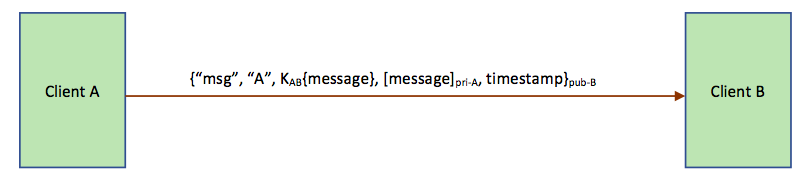 {“msg”, “A”, KAB{message}, [message]pri-A, timestamp}pub-B
Client A
Client B